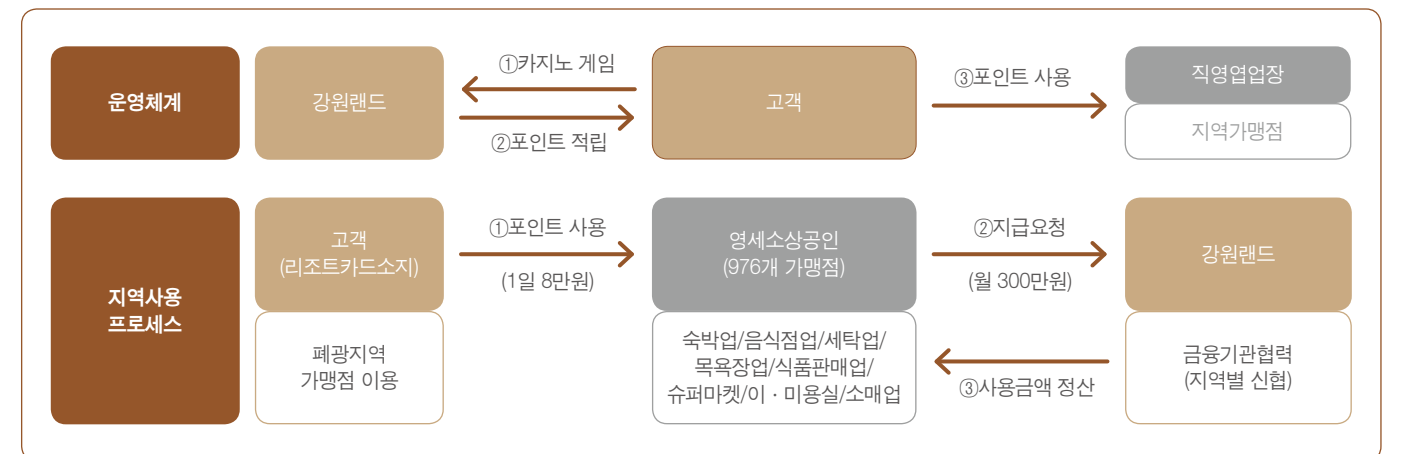 운영체계
강원랜드
①카지노 게임
②포인트 적립
고객
③포인트 사용
직영엽업장
지역가맹점
지역사용
프로세스
고객
(리조트카드소지)
폐광지역
가맹점 이용
①포인트 사용
(1일 8만원)
영세소상공인
(976개 가맹점)
숙박업/음식점업/세탁업/
목욕장업/식품판매업/
슈퍼마켓/이 · 미용실/소매업
②지급요청
(월 300만원)
③사용금액 정산
강원랜드
금융기관협력
(지역별 신협)